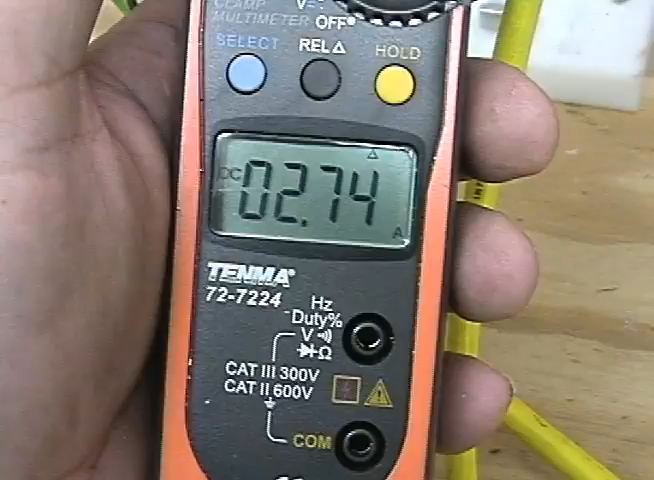 CLAMP
V=~
MULTIMETER OFF
SELECT REL△ HOLD
△
DC 02.74 A
TENMA®
72-7224
Hz
Duty%
V
Ω
CAT III 300V
CAT II 600V
COM